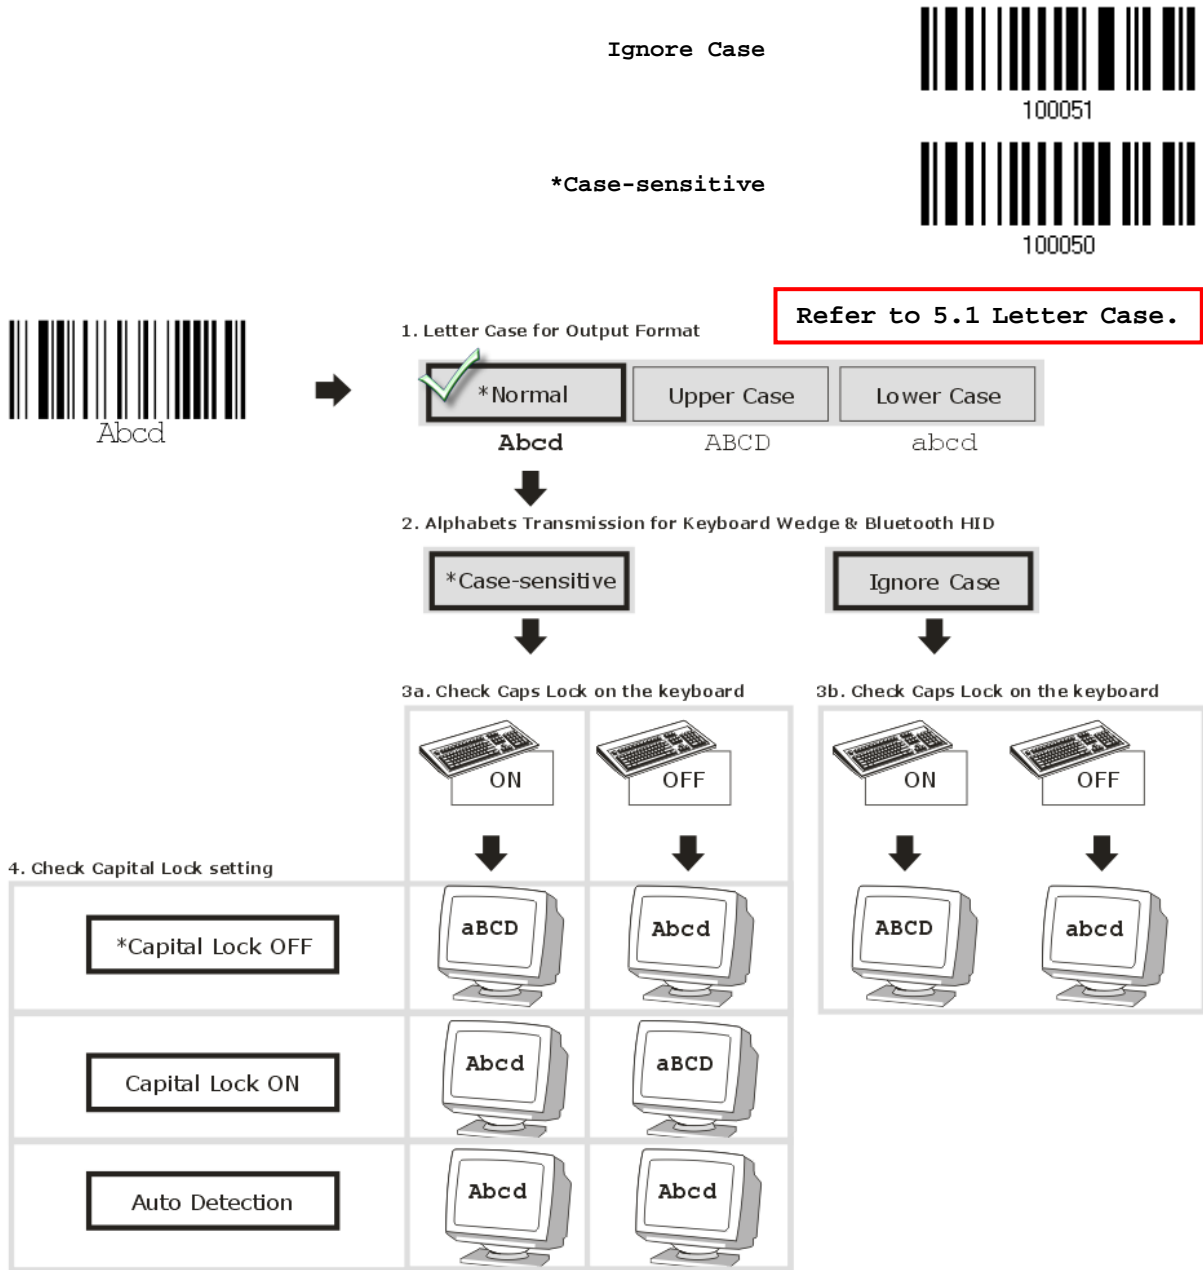 Ignore Case
100051
*Case-sensitive
100050
Refer to 5.1 Letter Case.
Abcd
1. Letter Case for Output Format
*Normal Upper Case Lower Case
Abcd ABCD abcd
2. Alphabets Transmission for Keyboard Wedge & Bluetooth HID
*Case-sensitive Ignore Case
3a. Check Caps Lock on the keyboard 3b. Check Caps Lock on the keyboard
ON OFF ON OFF
4. Check Capital Lock setting
*Capital Lock OFF aBCD Abcd ABCD abcd
Capital Lock ON Abcd aBCD
Auto Detection Abcd Abcd